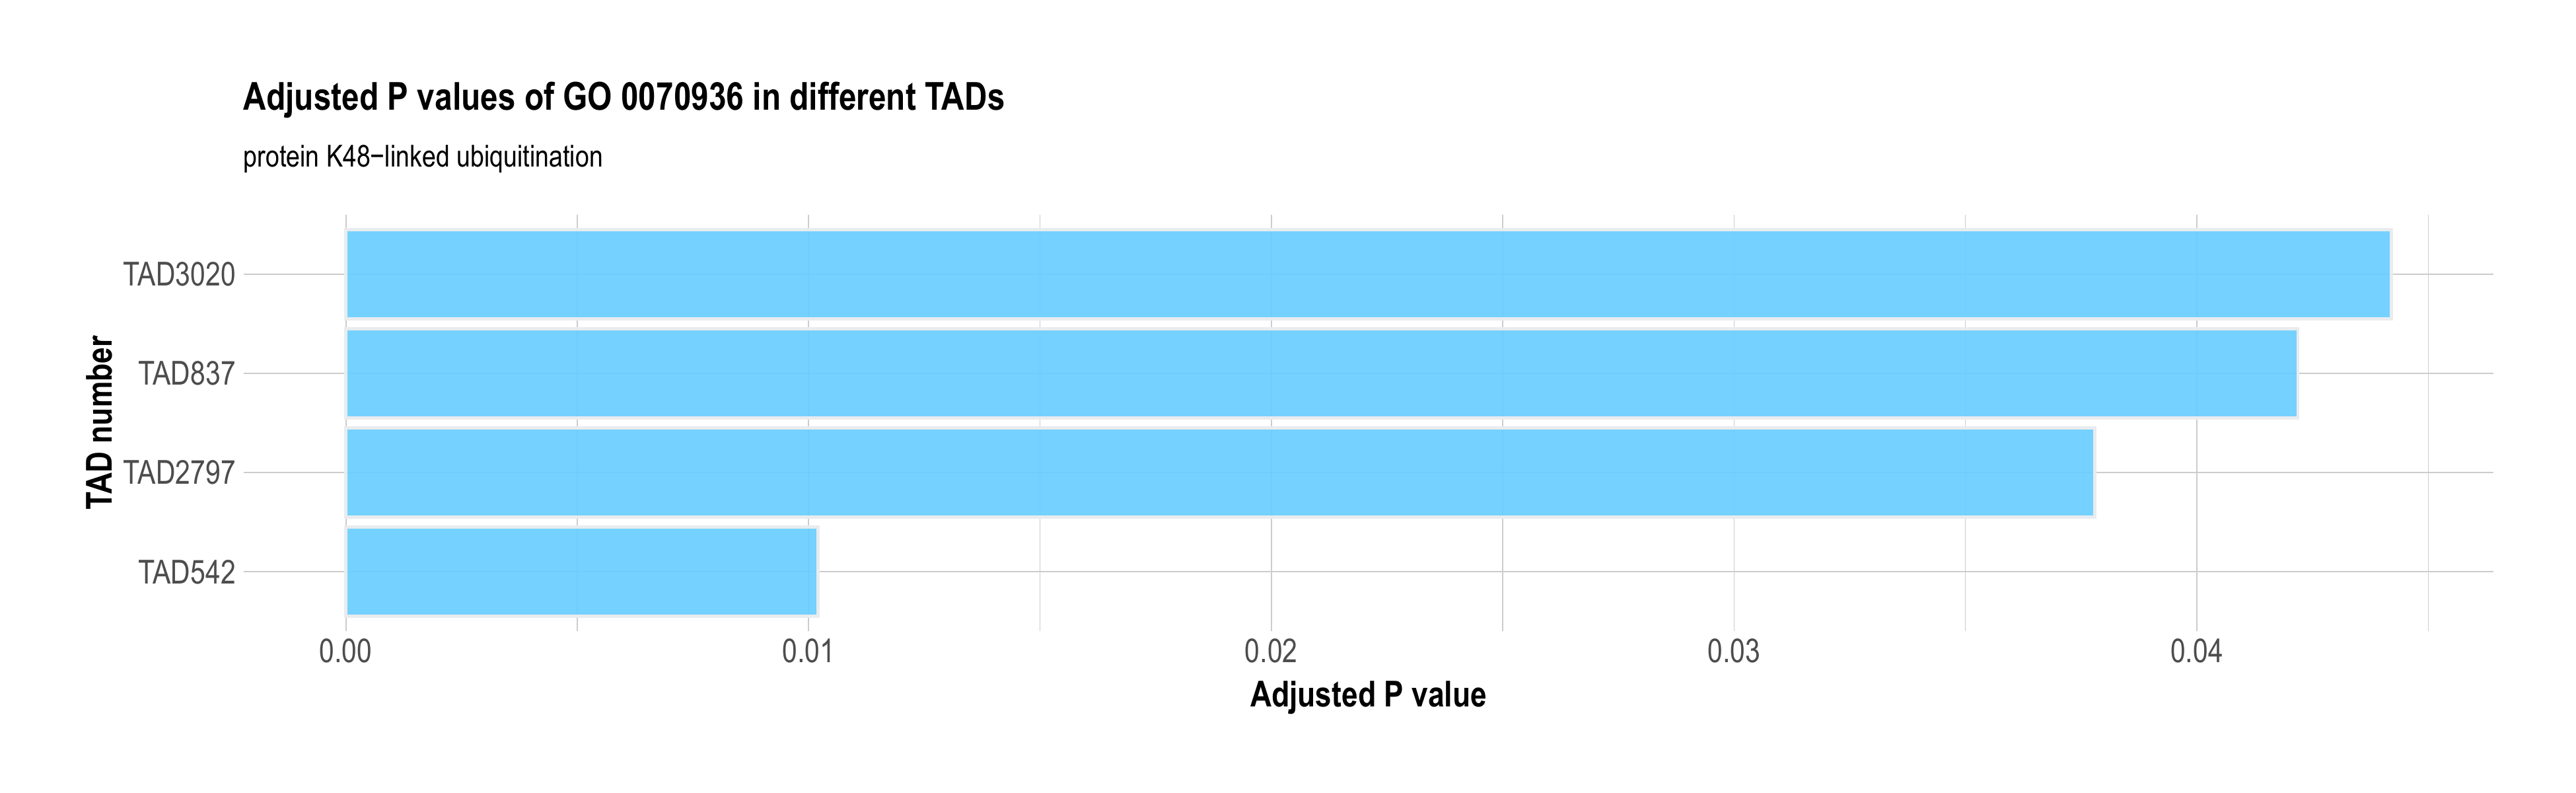 Adjusted P values of GO 0070936 in different TADs
protein K48−linked ubiquitination
TAD number
TAD3020
TAD837
TAD2797
TAD542
0.00 0.01 0.02 0.03 0.04
Adjusted P value